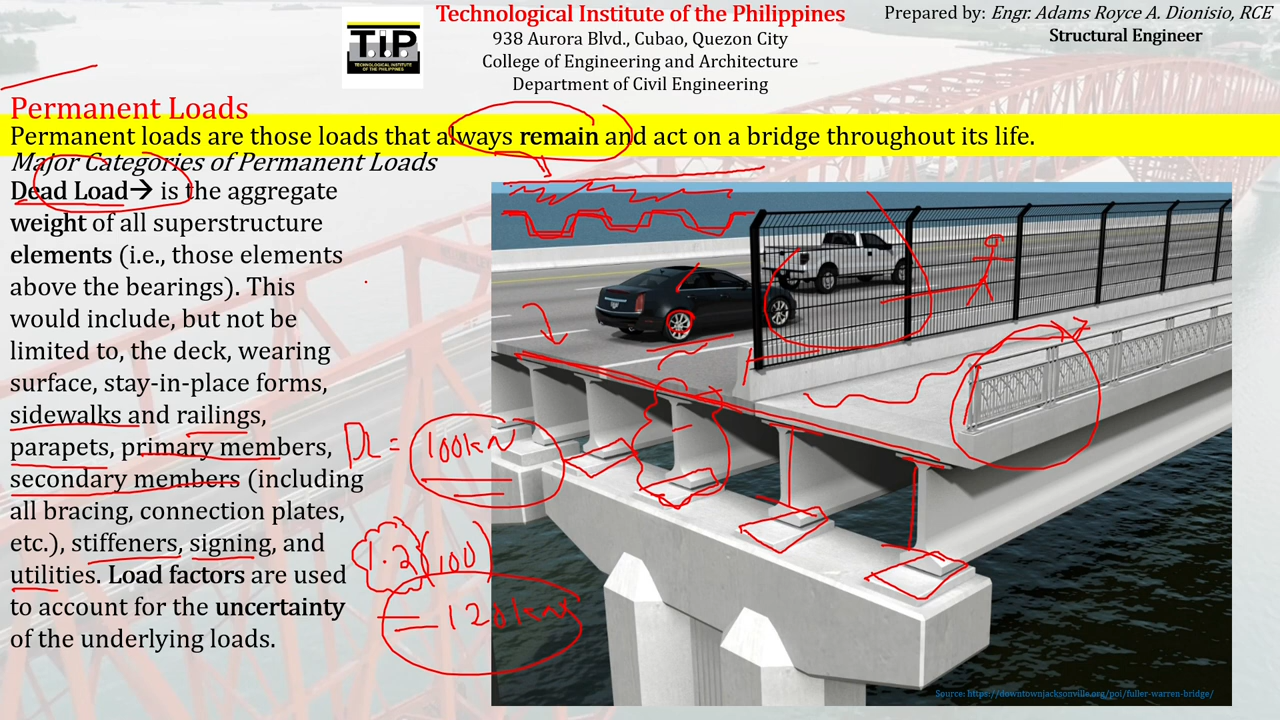 Technological Institute of the Philippines
938 Aurora Blvd., Cubao, Quezon City
College of Engineering and Architecture
Department of Civil Engineering
Prepared by: Engr. Adams Royce A. Dionisio, RCE
Structural Engineer
TiP
TECHNOLOGICAL INSTITUTE
OF THE PHILIPPINES
Permanent Loads
Permanent loads are those loads that always remain and act on a bridge throughout its life.
Major Categories of Permanent Loads
Dead Load→ is the aggregate
weight of all superstructure
elements (i.e., those elements
above the bearings). This
would include, but not be
limited to, the deck, wearing
surface, stay-in-place forms,
sidewalks and railings,
parapets, primary members,
secondary members (including
all bracing, connection plates,
etc.), stiffeners, signing, and
utilities. Load factors are used
to account for the uncertainty
of the underlying loads.
= 100kN
1.2(100)
= 120kN
Source: https://downtownjacksonville.org/poi/fuller-warren-bridge/